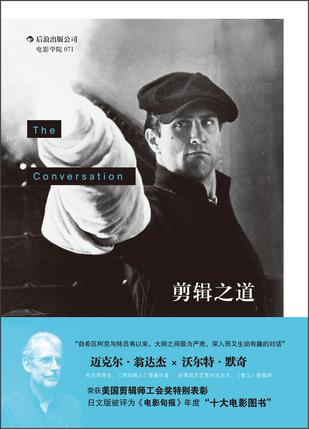 后浪出版公司
电影学院 071
The
Conversation
剪辑之道
“自希区柯克与特吕弗以来，大师之间最为严肃、深入而又生动有趣的对话”
迈克尔·翁达杰 × 沃尔特·默奇
荣获美国剪辑师工会奖特别表彰
日文版被评为《电影旬报》年度“十大电影图书”